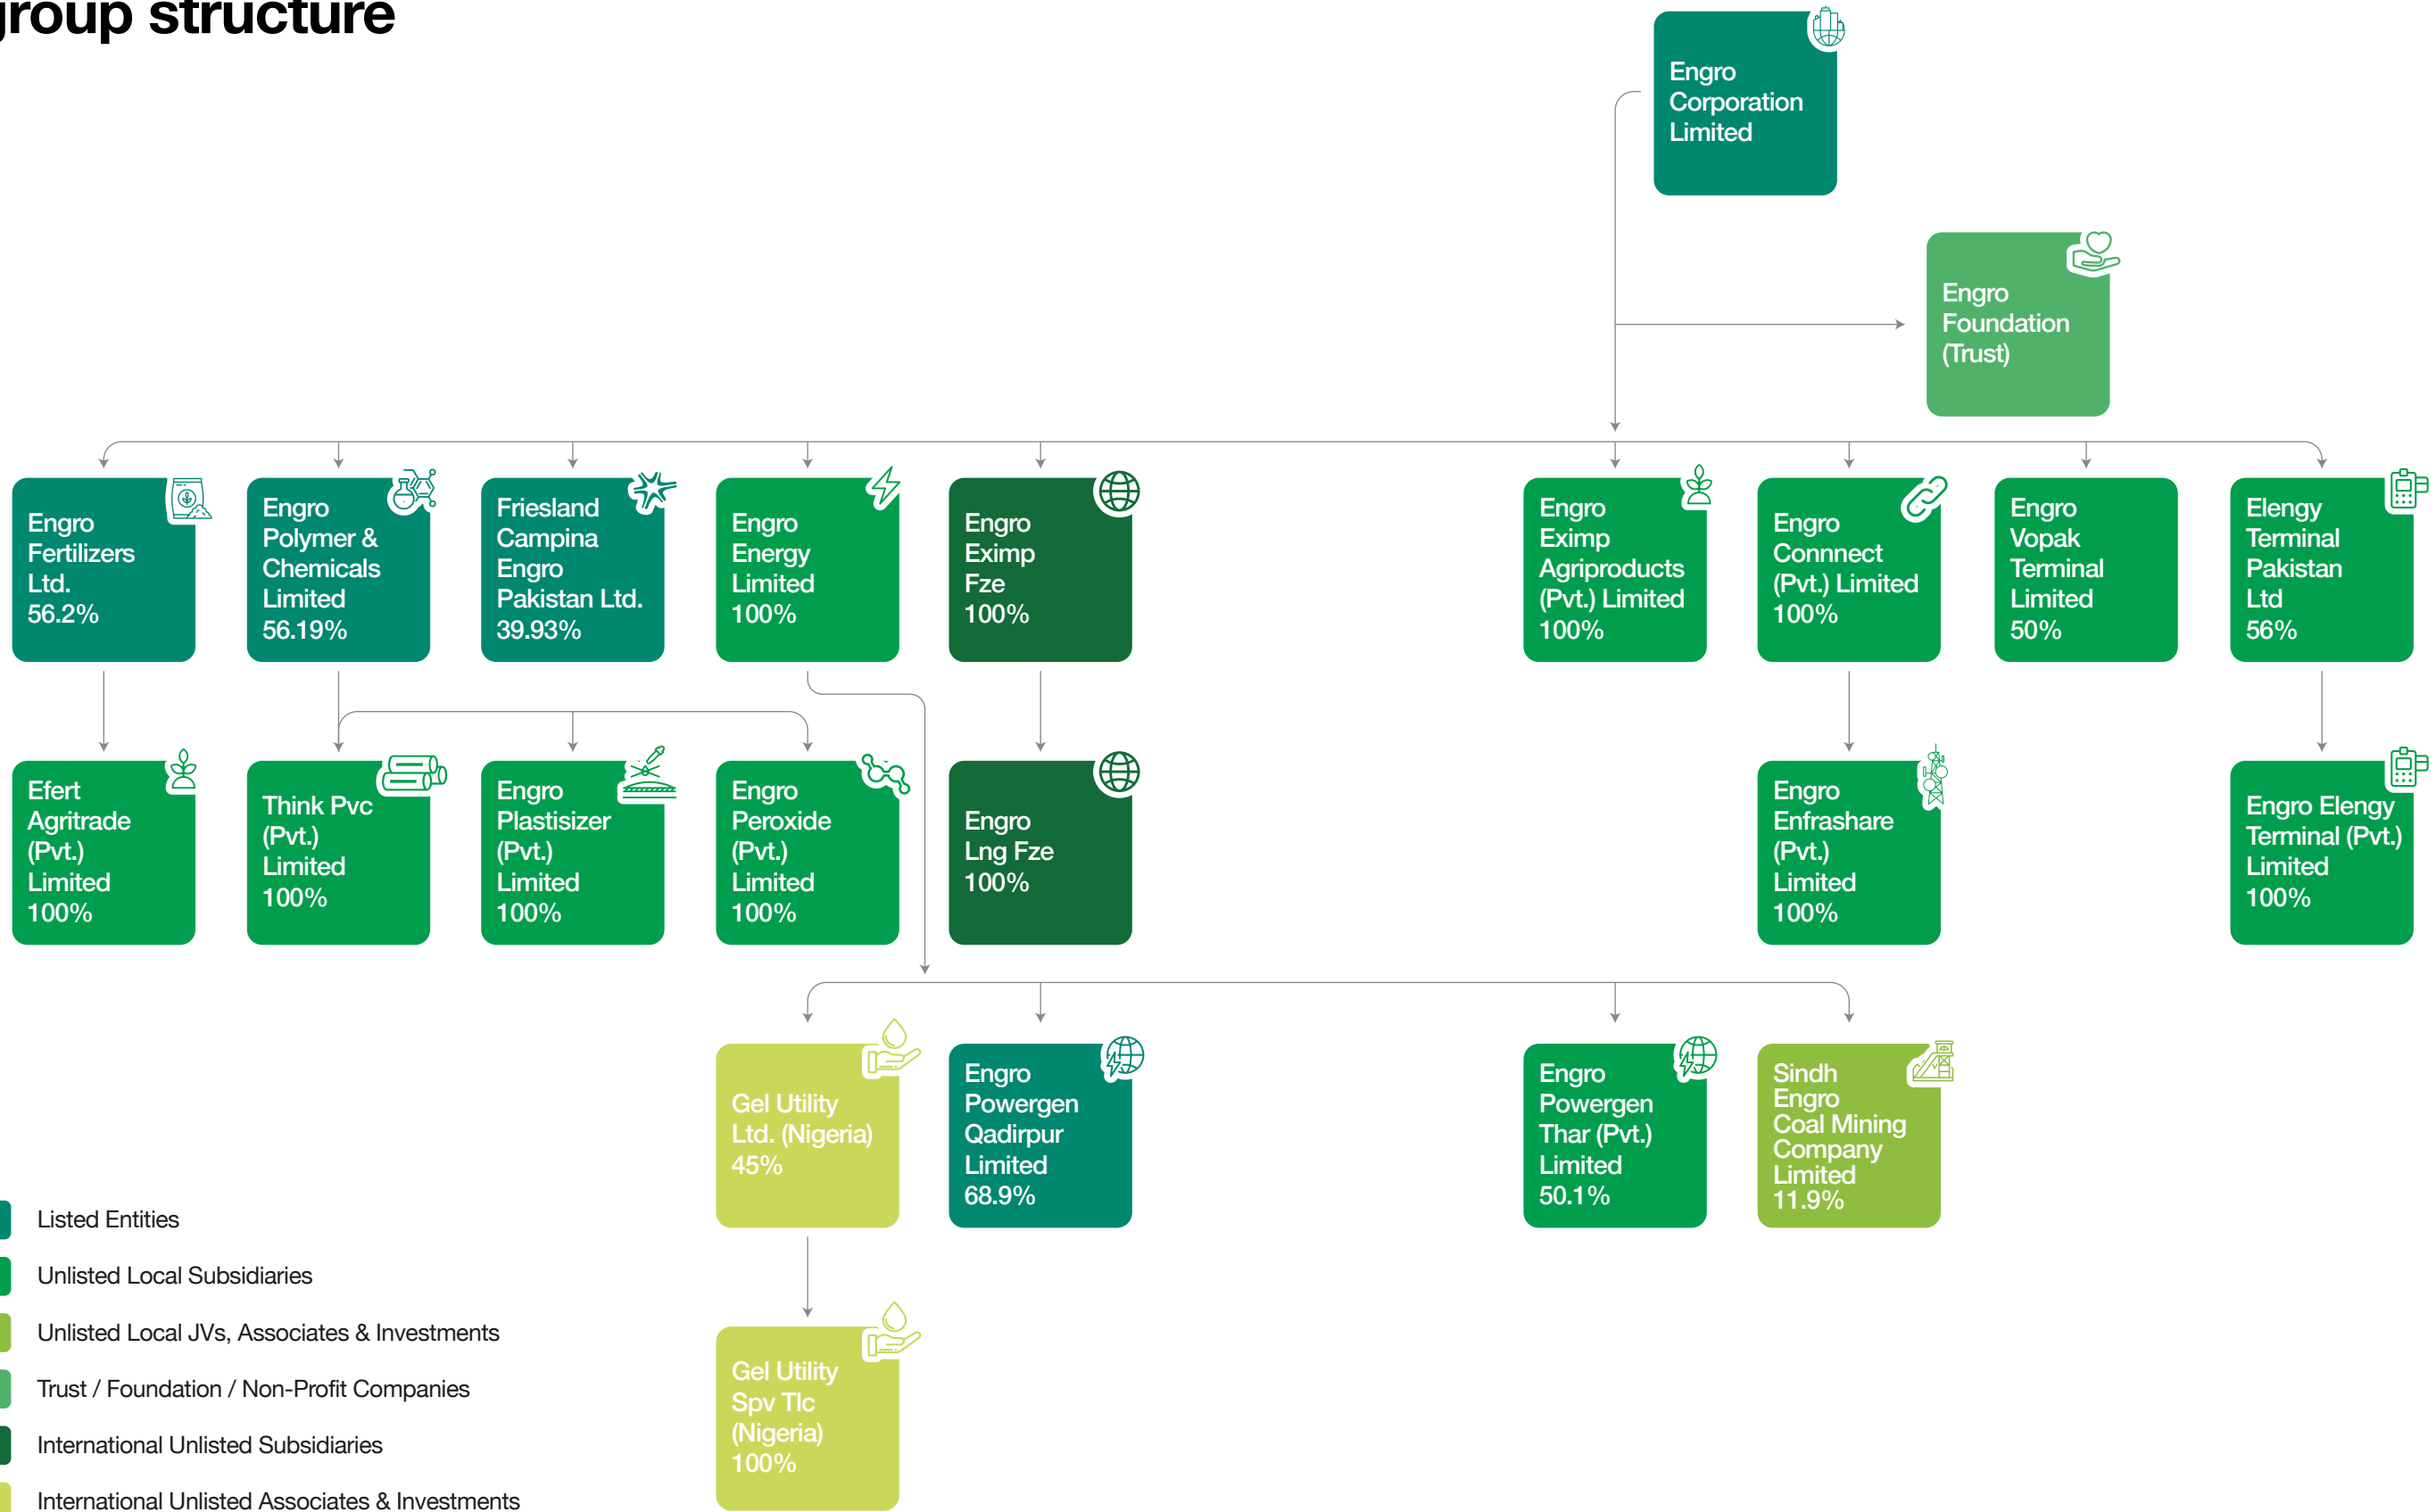 group structure
Engro
Corporation
Limited
Engro
Foundation
(Trust)
Engro
Fertilizers
Ltd.
56.2%
Engro
Polymer &
Chemicals
Limited
56.19%
Friesland
Campina
Engro
Pakistan Ltd.
39.93%
Engro
Energy
Limited
100%
Engro
Eximp
Fze
100%
Engro
Eximp
Agriproducts
(Pvt.) Limited
100%
Engro
Connnect
(Pvt.) Limited
100%
Engro
Vopak
Terminal
Limited
50%
Elengy
Terminal
Pakistan
Ltd
56%
Efert
Agritrade
(Pvt.)
Limited
100%
Think Pvc
(Pvt.)
Limited
100%
Engro
Plastisizer
(Pvt.)
Limited
100%
Engro
Peroxide
(Pvt.)
Limited
100%
Engro
Lng Fze
100%
Engro
Enfrashare
(Pvt.)
Limited
100%
Engro Elengy
Terminal (Pvt.)
Limited
100%
Gel Utility
Ltd. (Nigeria)
45%
Engro
Powergen
Qadirpur
Limited
68.9%
Engro
Powergen
Thar (Pvt.)
Limited
50.1%
Sindh
Engro
Coal Mining
Company
Limited
11.9%
Gel Utility
Spv Tlc
(Nigeria)
100%
Listed Entities
Unlisted Local Subsidiaries
Unlisted Local JVs, Associates & Investments
Trust / Foundation / Non-Profit Companies
International Unlisted Subsidiaries
International Unlisted Associates & Investments